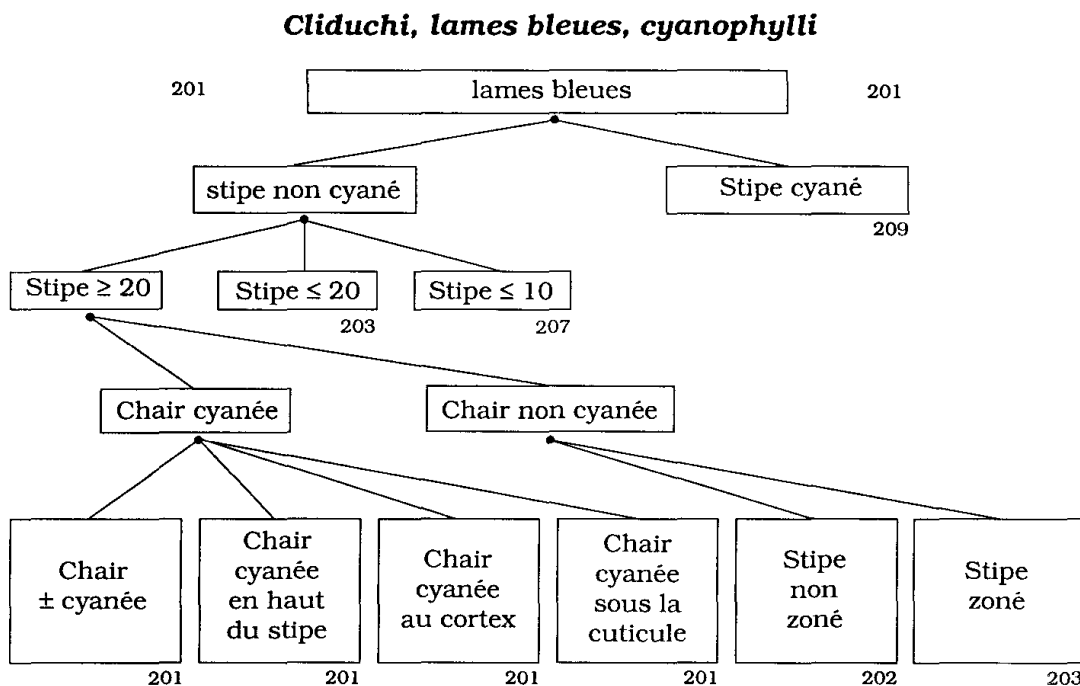 Cliduchi, lames bleues, cyanophylli
201
lames bleues
201
stipe non cyané
Stipe cyané
209
Stipe ≥ 20
Stipe ≤ 20
203
Stipe ≤ 10
207
Chair cyanée
Chair non cyanée
Chair
± cyanée
201
Chair
cyanée
en haut
du stipe
201
Chair
cyanée
au cortex
201
Chair
cyanée
sous la
cuticule
201
Stipe
non
zoné
202
Stipe
zoné
203